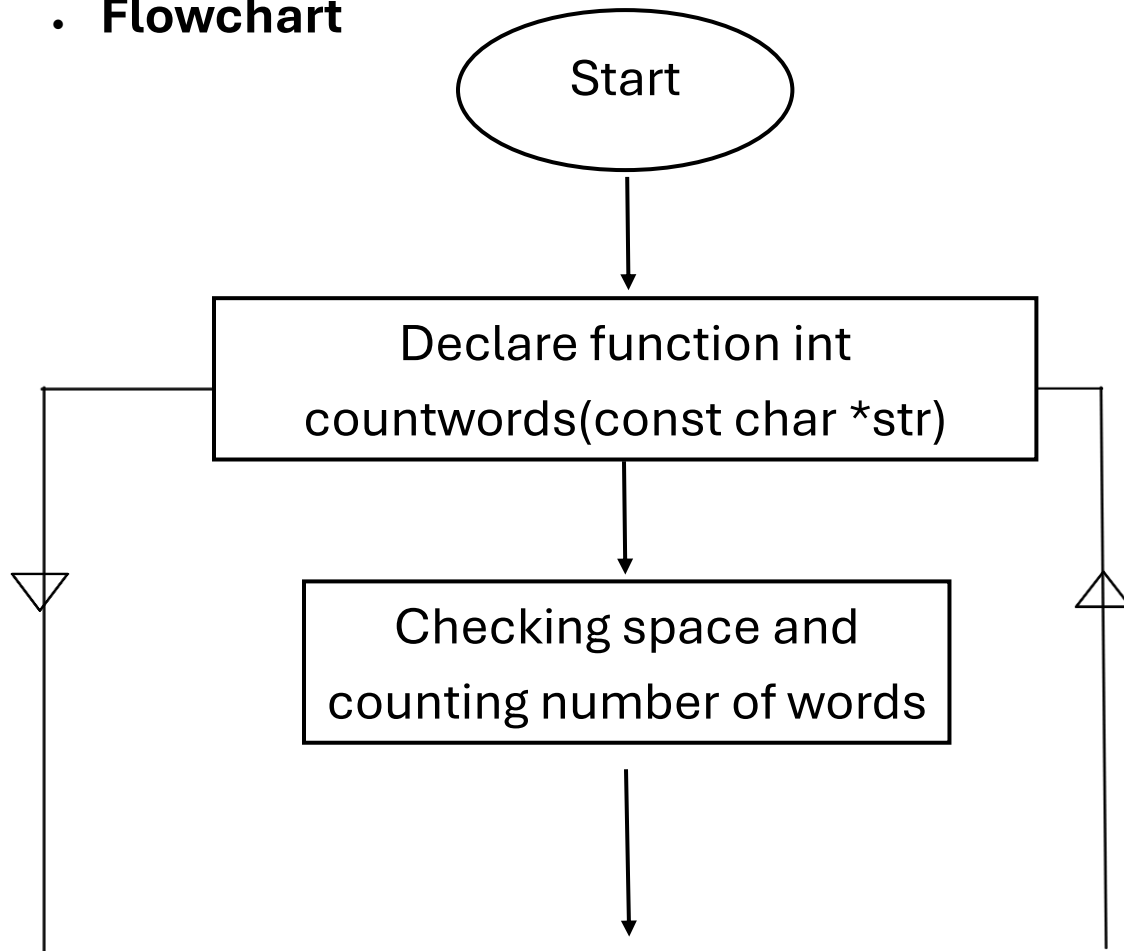 • Flowchart
Start
Declare function int
countwords(const char *str)
Checking space and
counting number of words